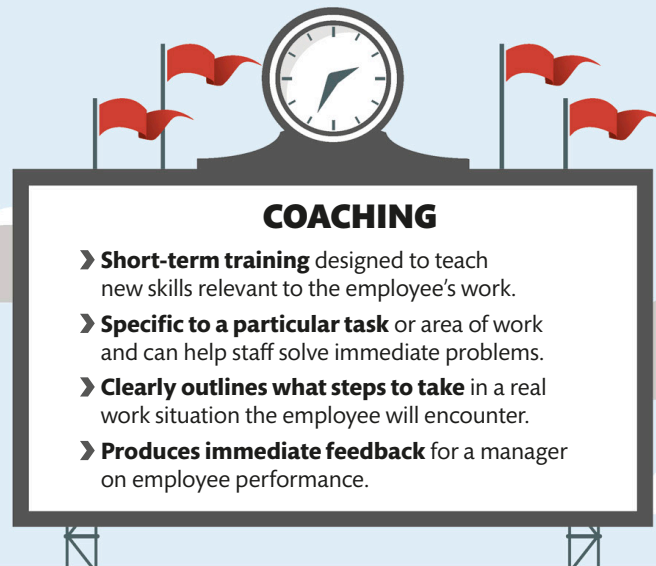 COACHING
❯ Short-term training designed to teach
new skills relevant to the employee’s work.
❯ Specific to a particular task or area of work
and can help staff solve immediate problems.
❯ Clearly outlines what steps to take in a real
work situation the employee will encounter.
❯ Produces immediate feedback for a manager
on employee performance.